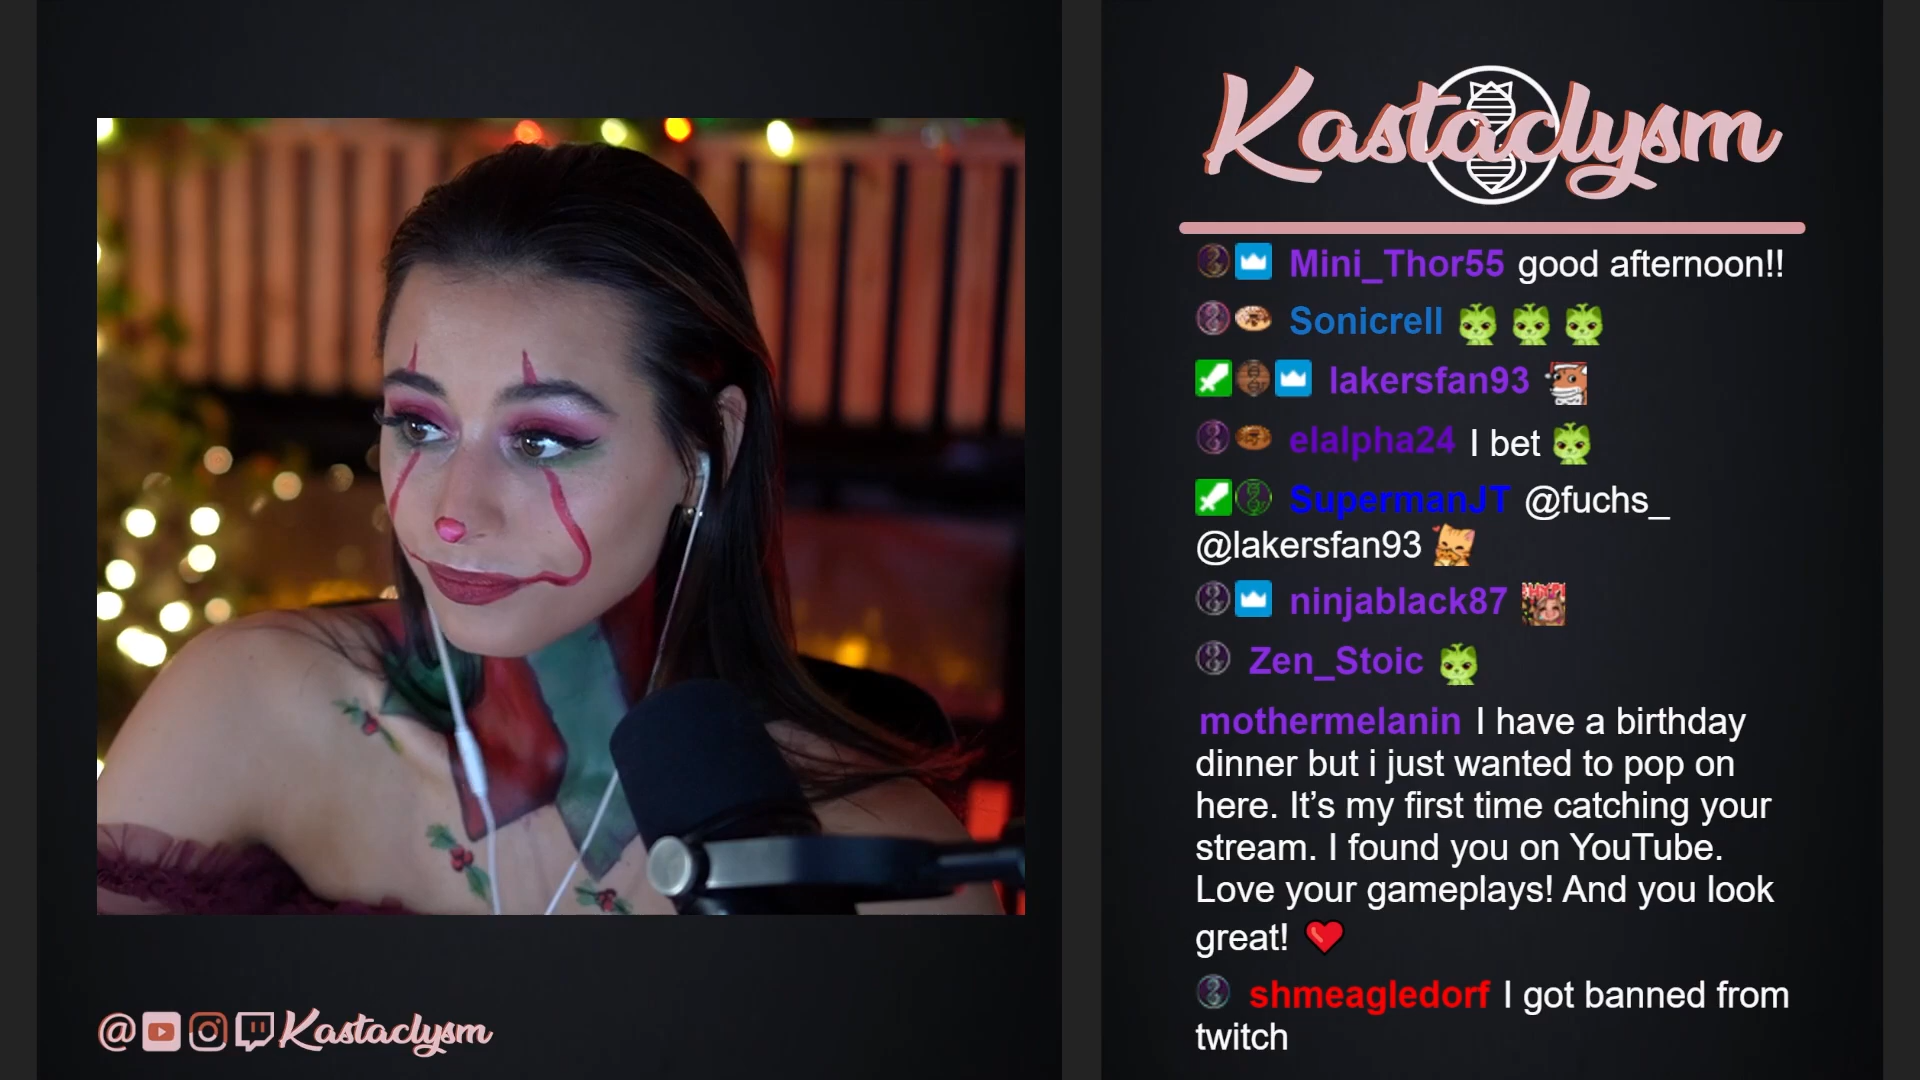 Kastaclysm
Mini_Thor55 good afternoon!!
Sonicrell
lakersfan93
elalpha24 I bet
SupermanJT @fuchs_
@lakersfan93
ninjablack87
Zen_Stoic
mothermelanin I have a birthday
dinner but i just wanted to pop on
here. It’s my first time catching your
stream. I found you on YouTube.
Love your gameplays! And you look
great!
shmeagledorf I got banned from
twitch
@ Kastaclysm